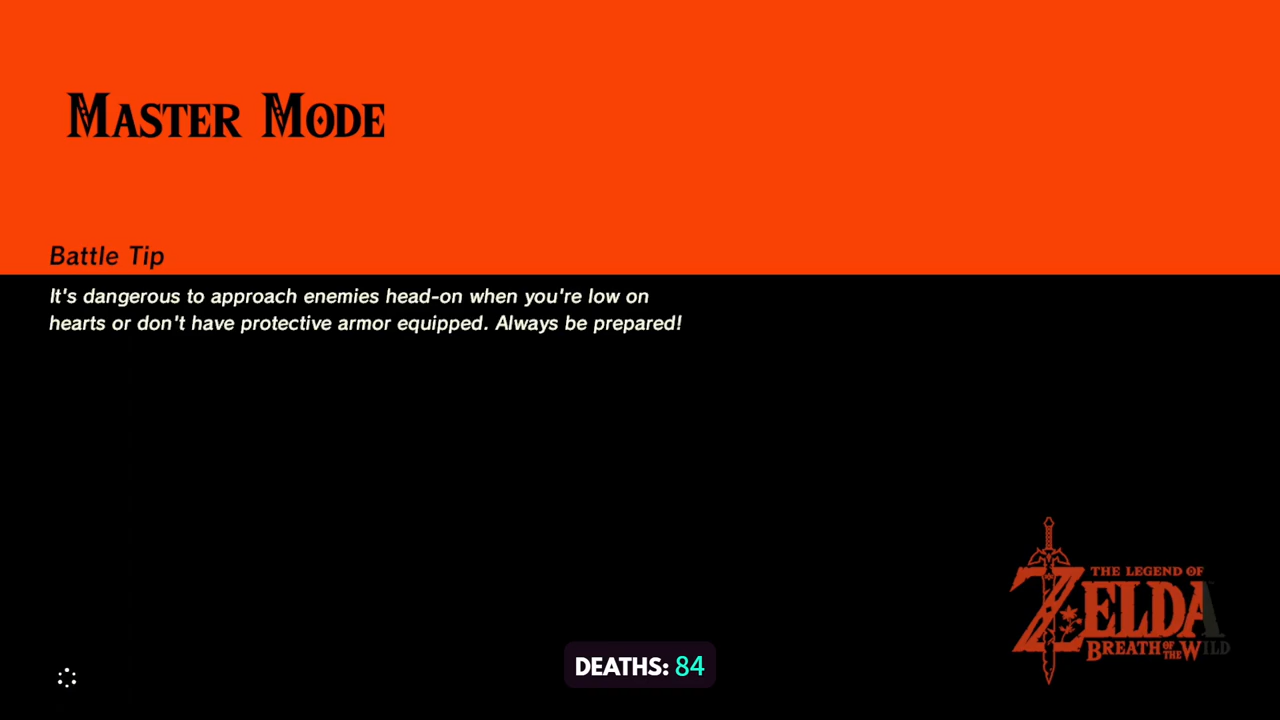 MASTER MODE
Battle Tip
It's dangerous to approach enemies head-on when you're low on
hearts or don't have protective armor equipped. Always be prepared!
THE LEGEND OF
ZELDA
BREATH OF THE WILD
DEATHS: 84